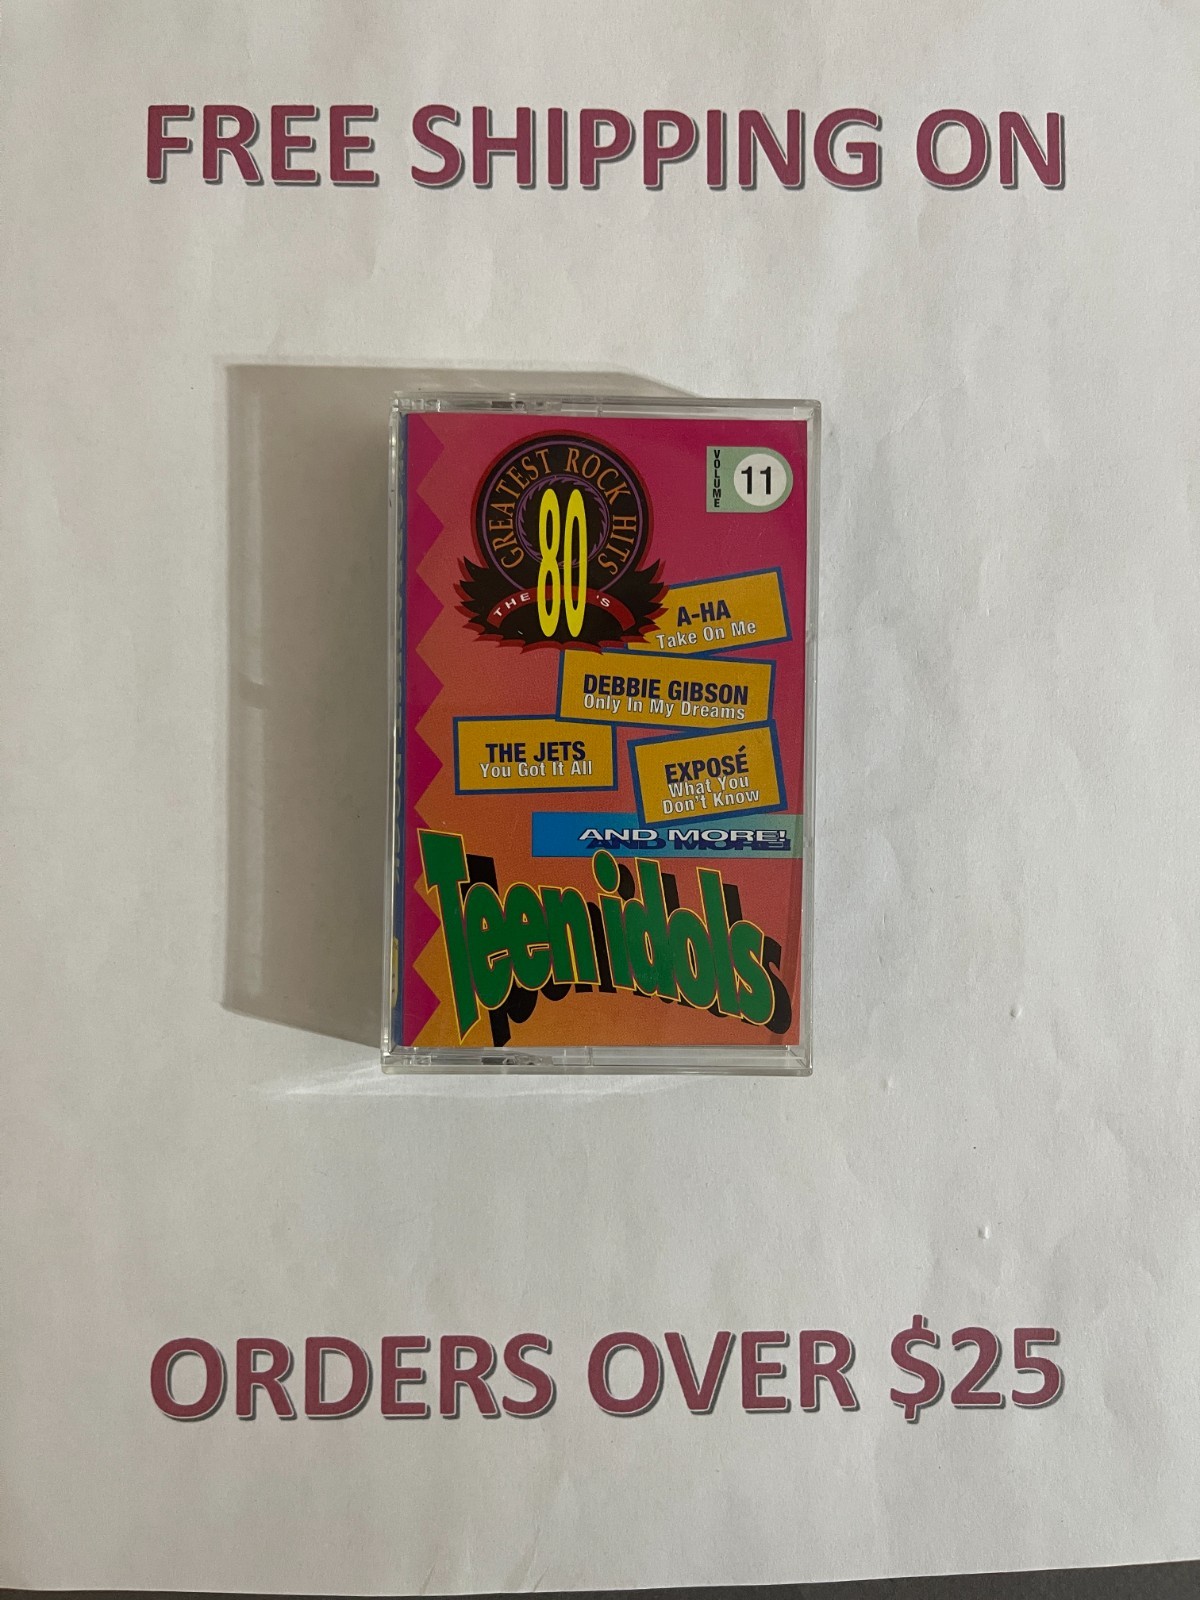 FREE SHIPPING ON
GREATEST ROCK HITS
THE 80'S
VOLUME 11
A-HA
Take On Me
DEBBIE GIBSON
Only In My Dreams
THE JETS
You Got It All
EXPOSÉ
What You
Don't Know
AND MORE!
Teen idols
ORDERS OVER $25